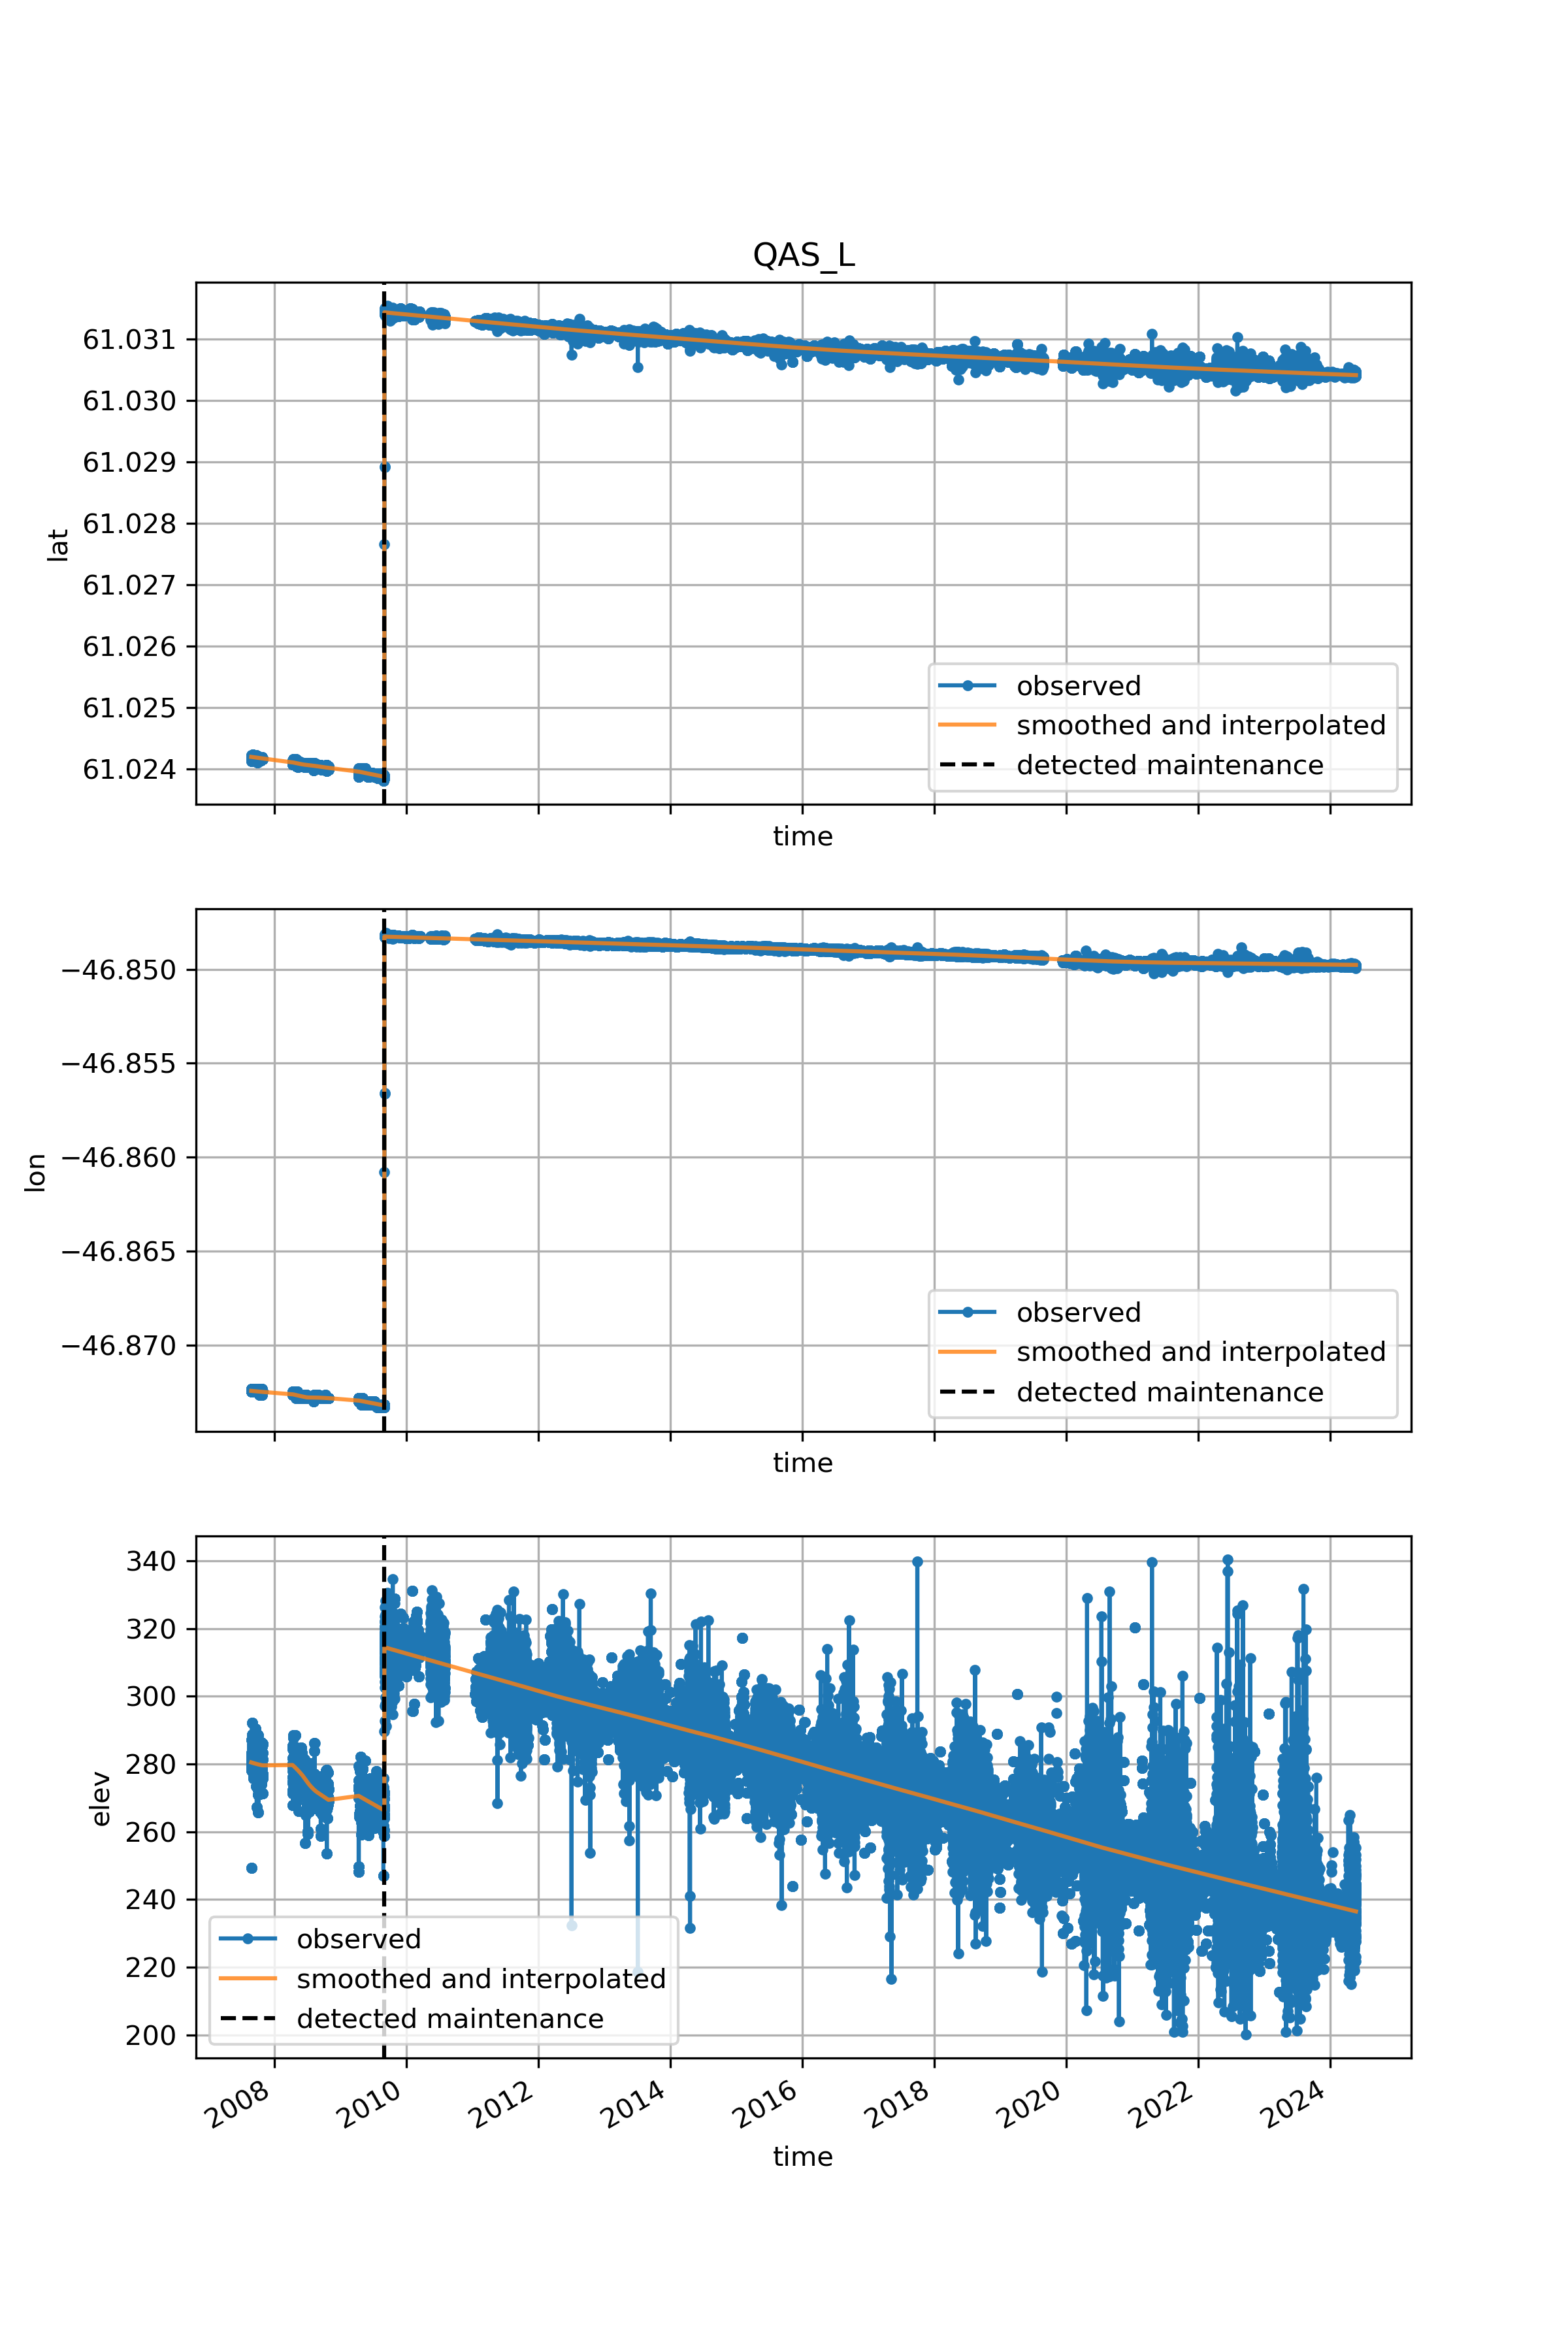 QAS_L
61.031
61.030
61.029
61.028
61.027
61.026
61.025
61.024
lat
observed
smoothed and interpolated
detected maintenance
time
−46.850
−46.855
−46.860
−46.865
−46.870
lon
observed
smoothed and interpolated
detected maintenance
time
340
320
300
280
260
240
220
200
elev
observed
smoothed and interpolated
detected maintenance
2008 2010 2012 2014 2016 2018 2020 2022 2024
time